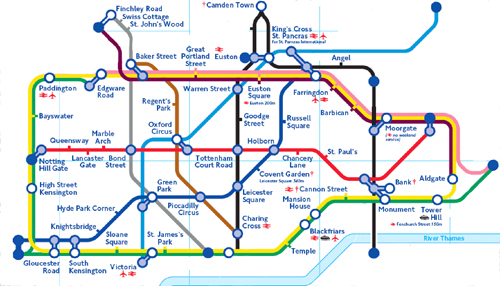 Finchley Road
Swiss Cottage
St. John's Wood
Camden Town
King's Cross
St. Pancras
For St. Pancras International
Baker Street
Great
Portland
Street
Euston
Angel
Paddington
Edgware
Road
Warren Street
Euston
Square
Euston 200m
Farringdon
Barbican
Regent's
Park
Bayswater
Goodge
Street
Russell
Square
Moorgate
Oxford
Circus
Queensway
Marble
Arch
Holborn
St. Paul's
Notting
Hill Gate
Lancaster
Gate
Bond
Street
Tottenham
Court Road
Chancery
Lane
Covent Garden
Leicester Square 340m
High Street
Kensington
Green
Park
Leicester
Square
Cannon Street
Bank
Aldgate
Mansion
House
Hyde Park Corner
Piccadilly
Circus
Monument
Tower
Hill
Fenchurch Street 150m
Knightsbridge
Sloane
Square
St. James's
Park
Charing
Cross
Blackfriars
River Thames
Gloucester
Road
South
Kensington
Victoria
Temple